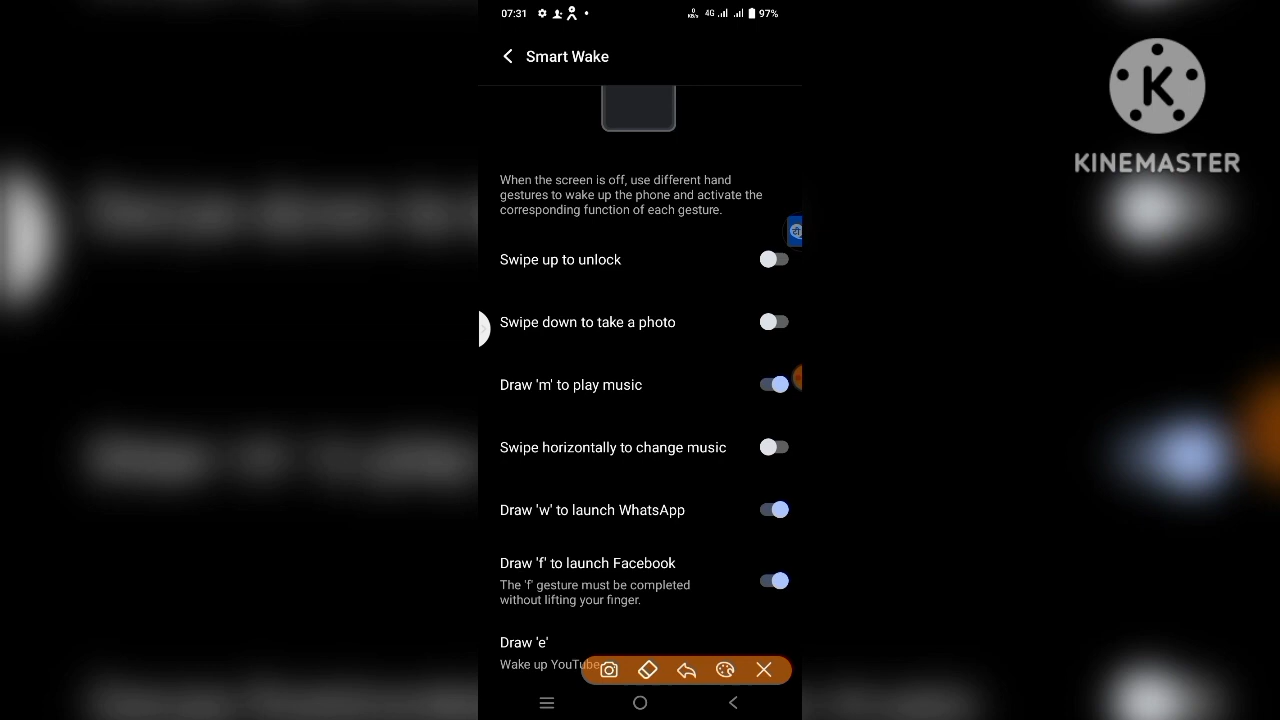 07:31
0
KB/s
4G
97%
Smart Wake
When the screen is off, use different hand
gestures to wake up the phone and activate the
corresponding function of each gesture.
Swipe up to unlock
Swipe down to take a photo
Draw 'm' to play music
Swipe horizontally to change music
Draw 'w' to launch WhatsApp
Draw 'f' to launch Facebook
The 'f' gesture must be completed
without lifting your finger.
Draw 'e'
Wake up YouTube
K
KINEMASTER